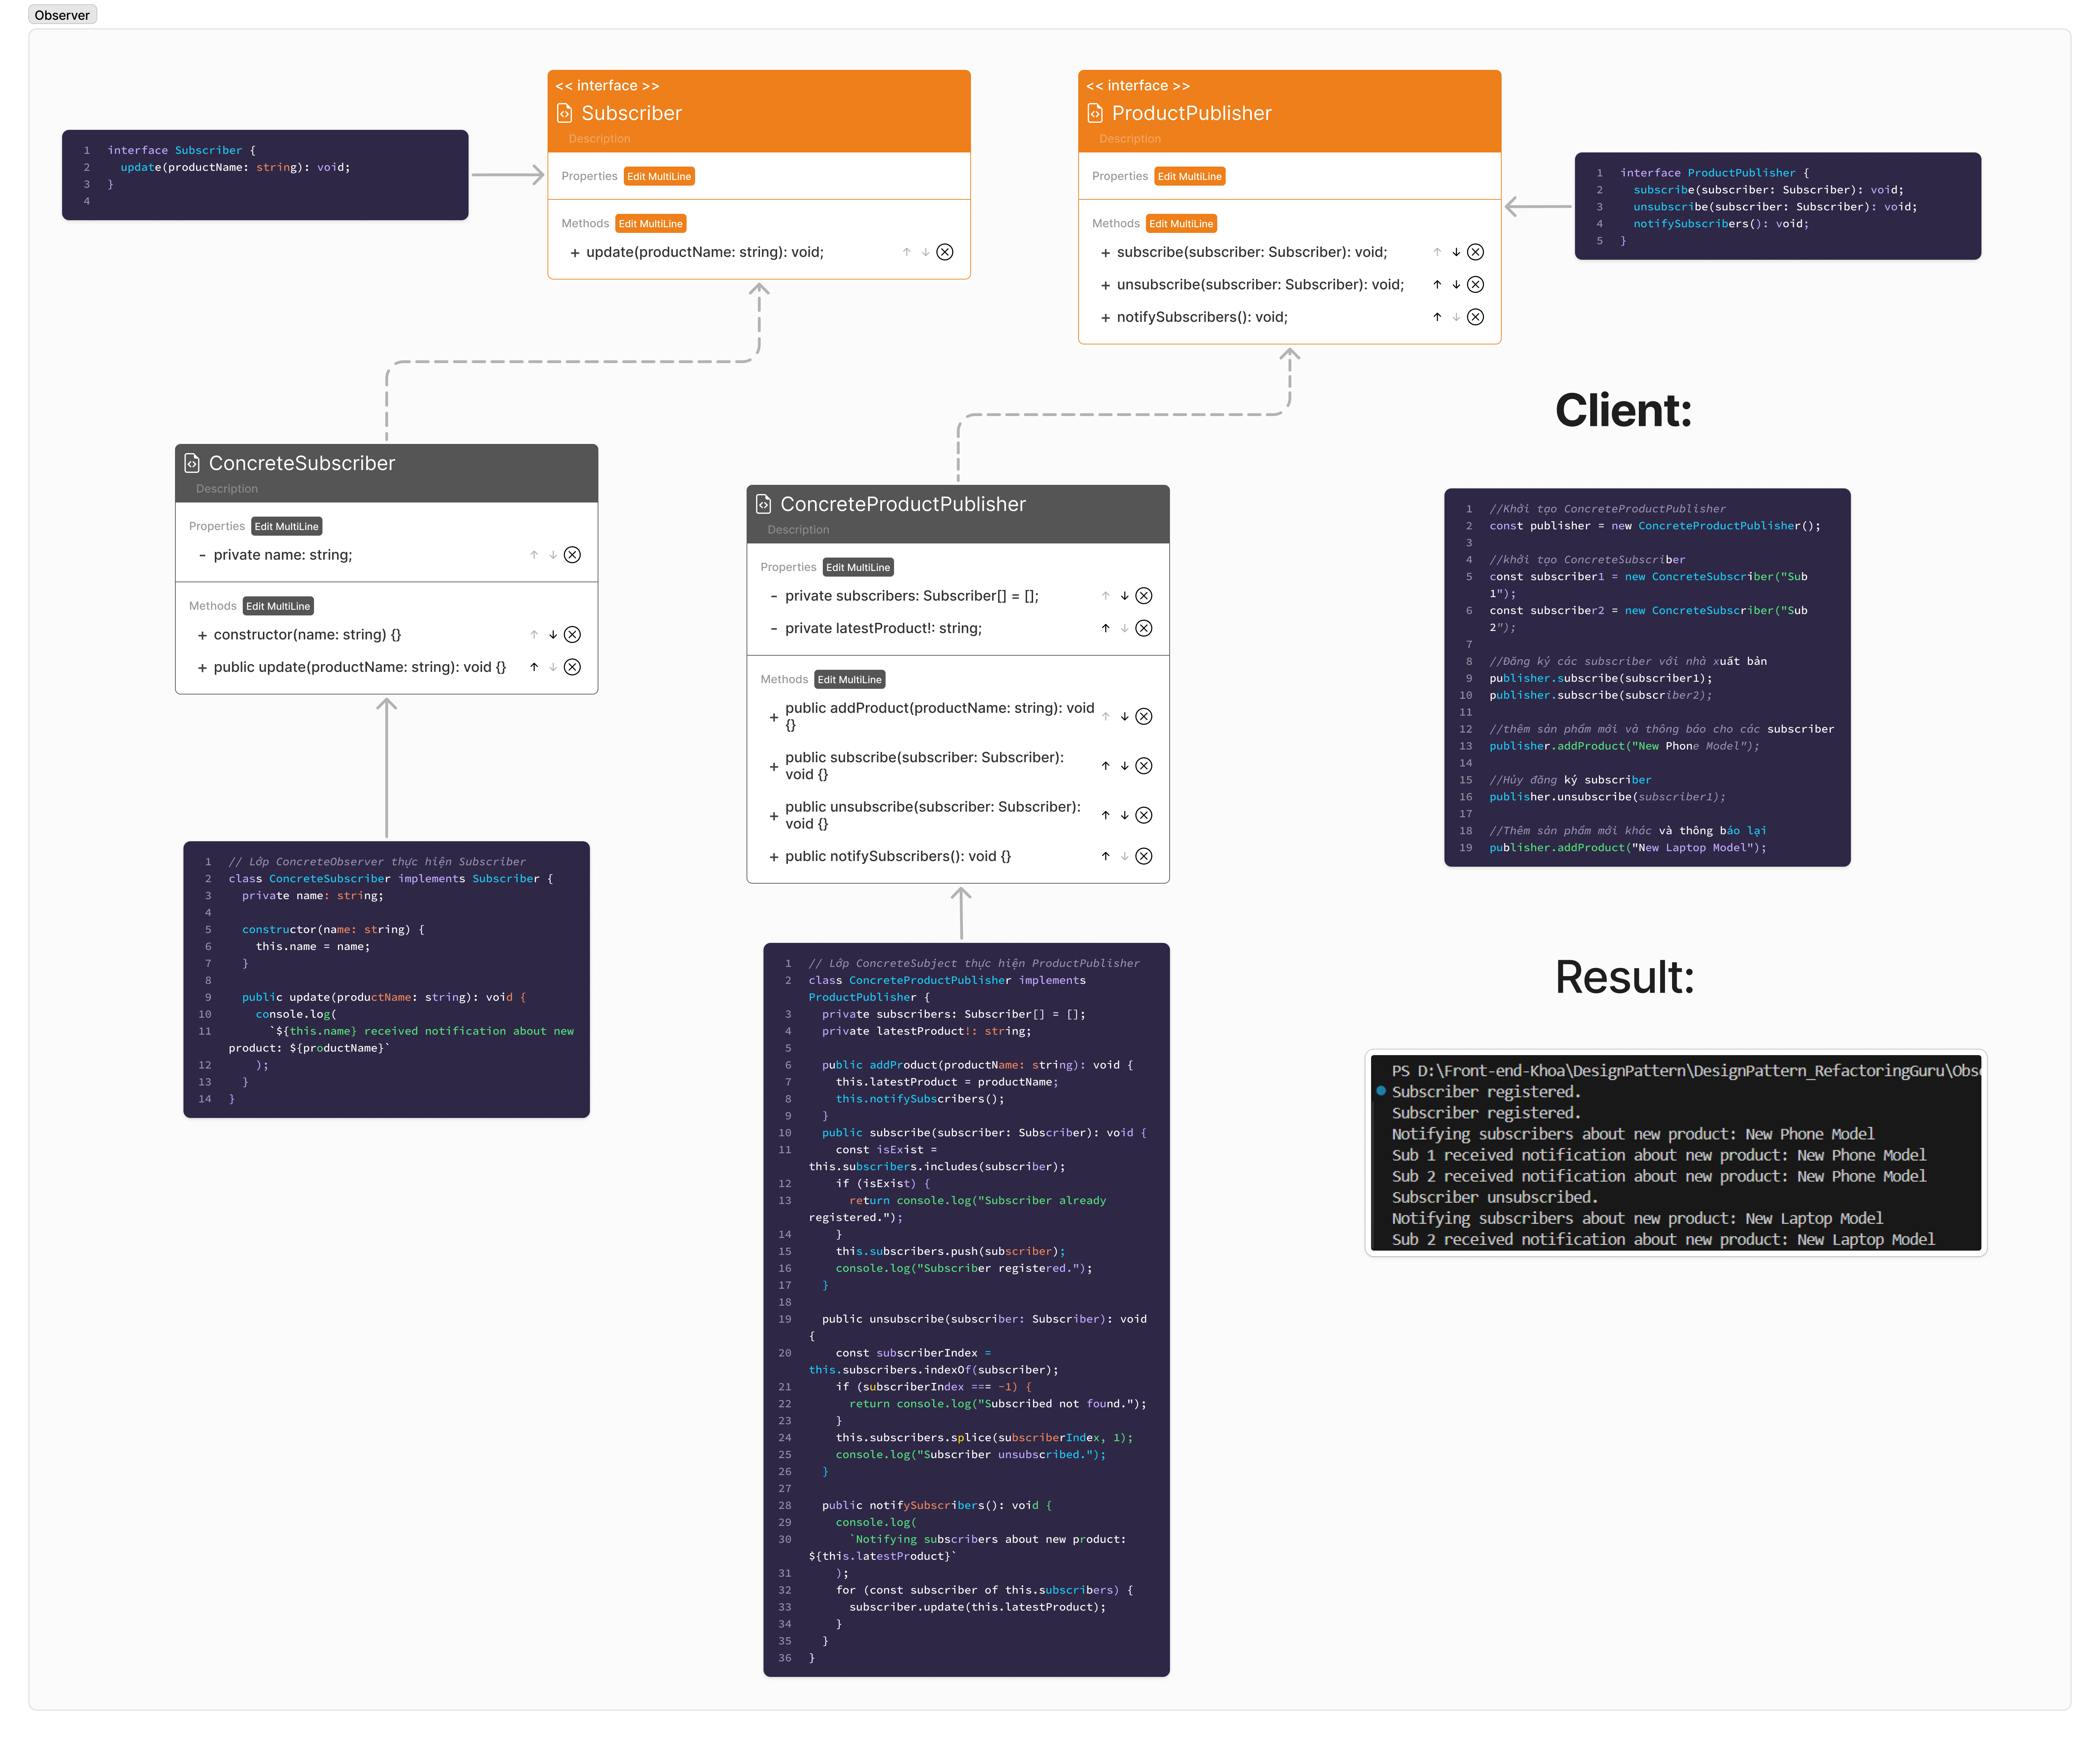 Observer
<< interface >>
Subscriber
Description
Properties Edit MultiLine
Methods Edit MultiLine
+ update(productName: string): void;
<< interface >>
ProductPublisher
Description
Properties Edit MultiLine
Methods Edit MultiLine
+ subscribe(subscriber: Subscriber): void;
+ unsubscribe(subscriber: Subscriber): void;
+ notifySubscribers(): void;
1 interface Subscriber {
2 update(productName: string): void;
3 }
4
1 interface ProductPublisher {
2 subscribe(subscriber: Subscriber): void;
3 unsubscribe(subscriber: Subscriber): void;
4 notifySubscribers(): void;
5 }
ConcreteSubscriber
Description
Properties Edit MultiLine
- private name: string;
Methods Edit MultiLine
+ constructor(name: string) {}
+ public update(productName: string): void {}
ConcreteProductPublisher
Description
Properties Edit MultiLine
- private subscribers: Subscriber[] = [];
- private latestProduct!: string;
Methods Edit MultiLine
+ public addProduct(productName: string): void
{}
+ public subscribe(subscriber: Subscriber):
void {}
+ public unsubscribe(subscriber: Subscriber):
void {}
+ public notifySubscribers(): void {}
Client:
1 //Khởi tạo ConcreteProductPublisher
2 const publisher = new ConcreteProductPublisher();
3
4 //khởi tạo ConcreteSubscriber
5 const subscriber1 = new ConcreteSubscriber("Sub
1");
6 const subscriber2 = new ConcreteSubscriber("Sub
2");
7
8 //Đăng ký các subscriber với nhà xuất bản
9 publisher.subscribe(subscriber1);
10 publisher.subscribe(subscriber2);
11
12 //thêm sản phẩm mới và thông báo cho các subscriber
13 publisher.addProduct("New Phone Model");
14
15 //Hủy đăng ký subscriber
16 publisher.unsubscribe(subscriber1);
17
18 //Thêm sản phẩm mới khác và thông báo lại
19 publisher.addProduct("New Laptop Model");
1 // Lớp ConcreteObserver thực hiện Subscriber
2 class ConcreteSubscriber implements Subscriber {
3 private name: string;
4
5 constructor(name: string) {
6 this.name = name;
7 }
8
9 public update(productName: string): void {
10 console.log(
11 `${this.name} received notification about new
product: ${productName}`
12 );
13 }
14 }
1 // Lớp ConcreteSubject thực hiện ProductPublisher
2 class ConcreteProductPublisher implements
ProductPublisher {
3 private subscribers: Subscriber[] = [];
4 private latestProduct!: string;
5
6 public addProduct(productName: string): void {
7 this.latestProduct = productName;
8 this.notifySubscribers();
9 }
10 public subscribe(subscriber: Subscriber): void {
11 const isExist =
this.subscribers.includes(subscriber);
12 if (isExist) {
13 return console.log("Subscriber already
registered.");
14 }
15 this.subscribers.push(subscriber);
16 console.log("Subscriber registered.");
17 }
18
19 public unsubscribe(subscriber: Subscriber): void
{
20 const subscriberIndex =
this.subscribers.indexOf(subscriber);
21 if (subscriberIndex === -1) {
22 return console.log("Subscribed not found.");
23 }
24 this.subscribers.splice(subscriberIndex, 1);
25 console.log("Subscriber unsubscribed.");
26 }
27
28 public notifySubscribers(): void {
29 console.log(
30 `Notifying subscribers about new product:
${this.latestProduct}`
31 );
32 for (const subscriber of this.subscribers) {
33 subscriber.update(this.latestProduct);
34 }
35 }
36 }
Result:
PS D:\Front-end-Khoa\DesignPattern\DesignPattern_RefactoringGuru\Obse
Subscriber registered.
Subscriber registered.
Notifying subscribers about new product: New Phone Model
Sub 1 received notification about new product: New Phone Model
Sub 2 received notification about new product: New Phone Model
Subscriber unsubscribed.
Notifying subscribers about new product: New Laptop Model
Sub 2 received notification about new product: New Laptop Model